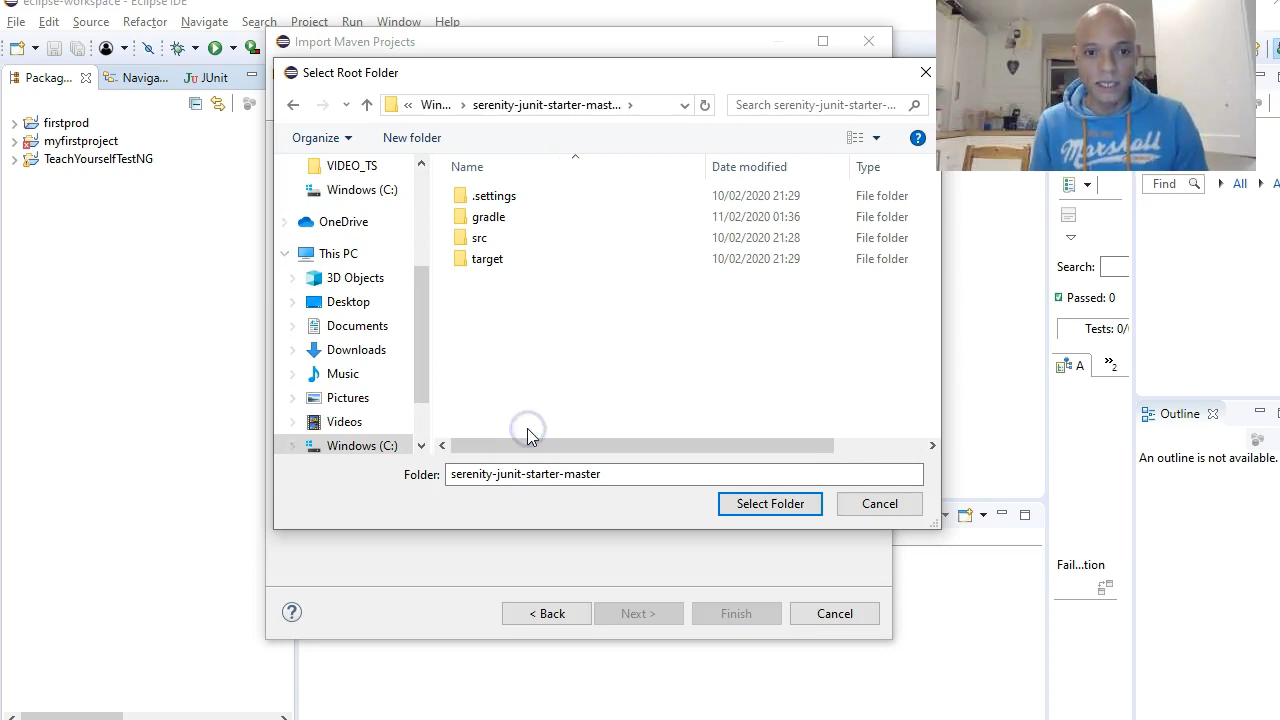 eclipse-workspace - Eclipse IDE
File Edit Source Refactor Navigate Search Project Run Window Help
Import Maven Projects
Select Root Folder
Packag... Naviga... JUnit
« Win... serenity-junit-starter-mast... Search serenity-junit-starter-...
firstprod
myfirstproject
TeachYourselfTestNG
Organize New folder
VIDEO_TS
Windows (C:)
OneDrive
This PC
3D Objects
Desktop
Documents
Downloads
Music
Pictures
Videos
Windows (C:)
Name Date modified Type
.settings 10/02/2020 21:29 File folder
gradle 11/02/2020 01:36 File folder
src 10/02/2020 21:28 File folder
target 10/02/2020 21:29 File folder
Folder: serenity-junit-starter-master
Select Folder Cancel
< Back Next > Finish Cancel
Marshall
Find All
Search:
Passed: 0
Tests: 0/
A »2
Outline
An outline is not available.
Fail...tion